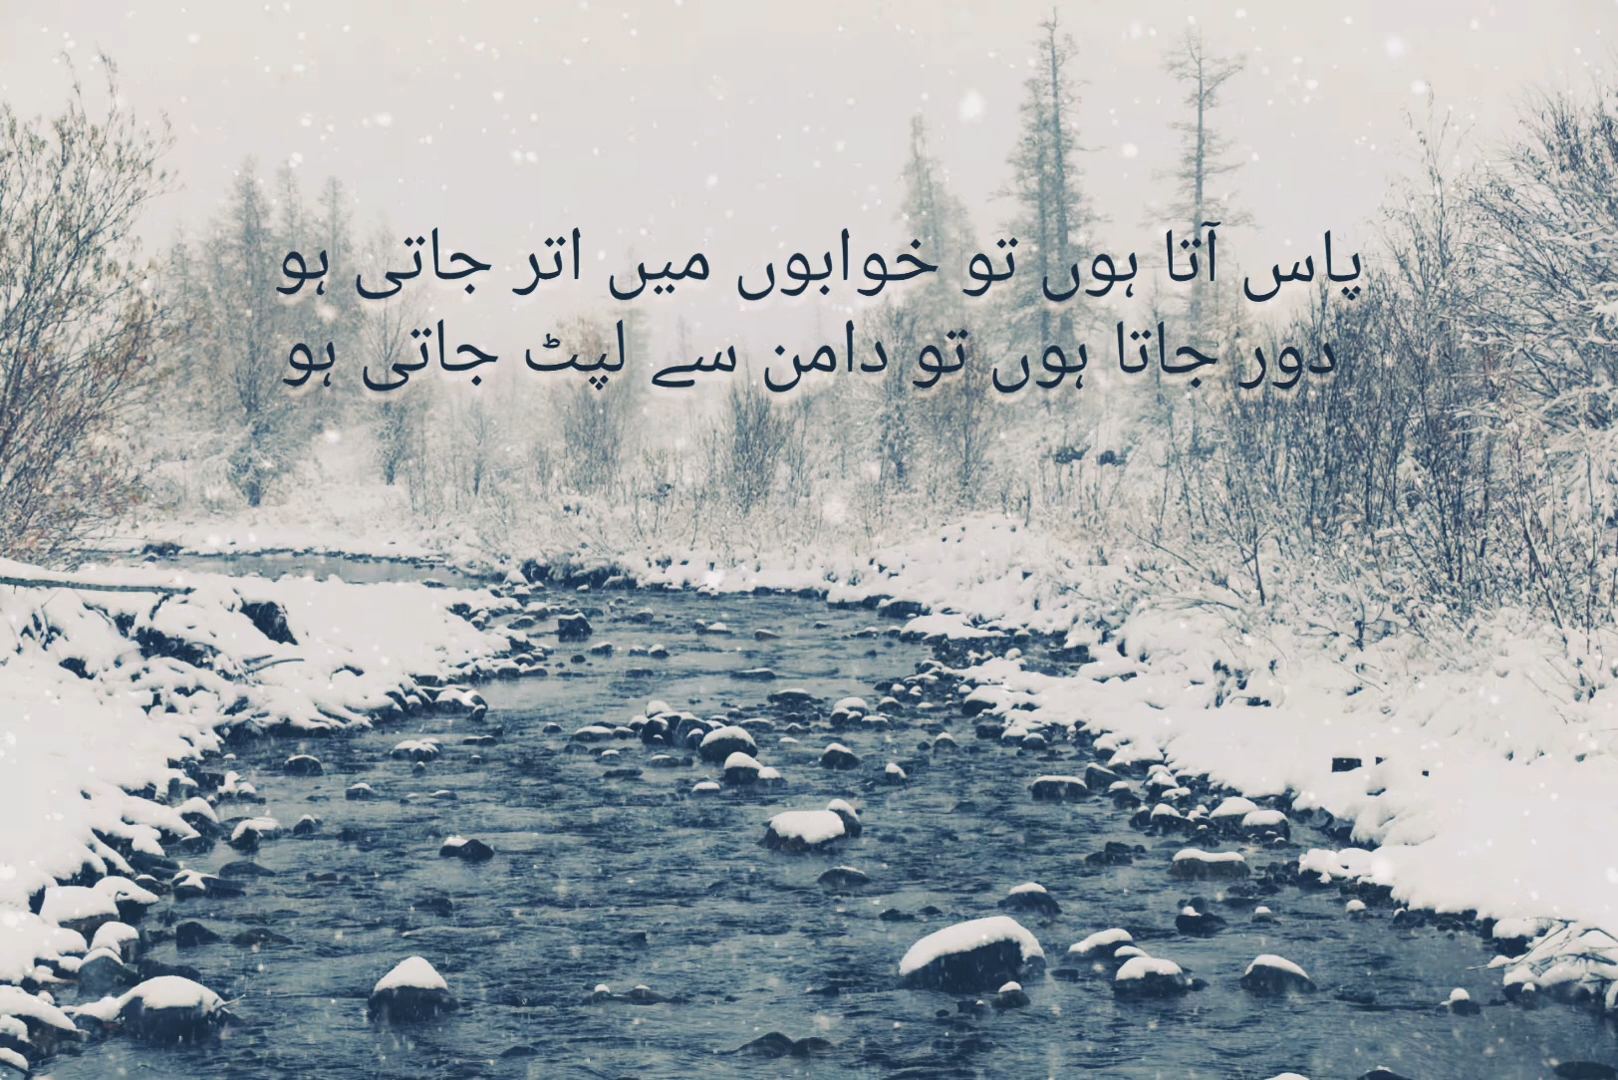 پاس آتا ہوں تو خوابوں میں اتر جاتی ہو
دور جاتا ہوں تو دامن سے لپٹ جاتی ہو